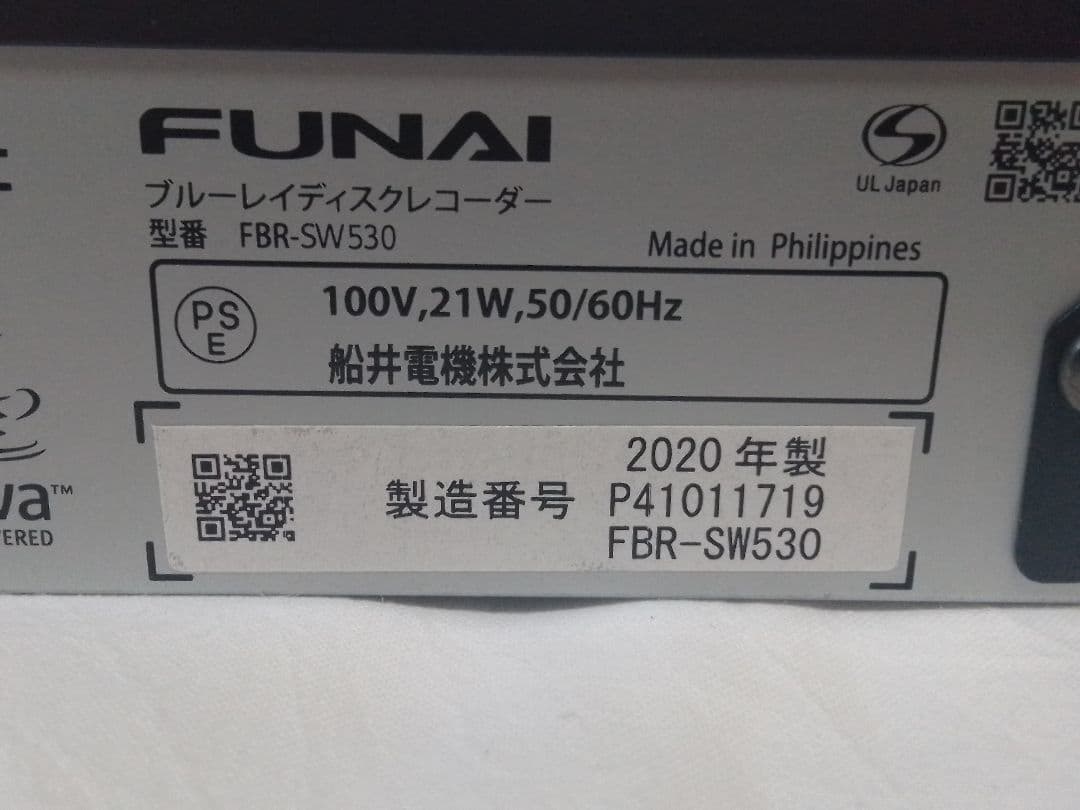 FUNAI
ブルーレイディスクレコーダー
型番 FBR-SW530
UL Japan
Made in Philippines
PS
E
100V,21W,50/60Hz
船井電機株式会社
2020 年製
製造番号 P41011719
FBR-SW530